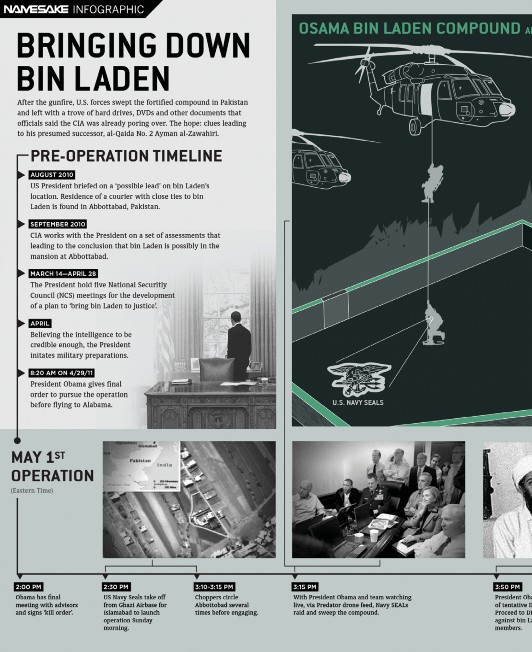 NAMESAKE INFOGRAPHIC
BRINGING DOWN
BIN LADEN
After the gunfire, U.S. forces swept the fortified compound in Pakistan
and left with a trove of hard drives, DVDs and other documents that
officials said the CIA was already poring over. The hope: clues leading
to his presumed successor, al-Qaida No. 2 Ayman al-Zawahiri.
PRE-OPERATION TIMELINE
AUGUST 2010
US President briefed on a 'possible lead' on bin Laden's
location. Residence of a courier with close ties to bin
Laden is found in Abbottabad, Pakistan.
SEPTEMBER 2010
CIA works with the President on a set of assessments that
leading to the conclusion that bin Laden is possibly in the
mansion at Abbottabad.
MARCH 14—APRIL 28
The President hold five National Securitiy
Council (NCS) meetings for the development
of a plan to 'bring bin Laden to justice'.
APRIL
Believing the intelligence to be
credible enough, the President
initates military preparations.
8:20 AM ON 4/29/11
President Obama gives final
order to pursue the operation
before flying to Alabama.
OSAMA BIN LADEN COMPOUND
U.S. NAVY SEALS
MAY 1ST
OPERATION
(Eastern Time)
Pakistan
India
2:00 PM
Obama has final
meeting with advisors
and signs 'kill order'.
2:30 PM
US Navy Seals take off
from Ghazi Airbase for
Islamabad to launch
operation Sunday
morning.
3:10-3:15 PM
Choppers circle
Abbottabad several
times before engaging.
3:15 PM
With President Obama and team watching
live, via Predator drone feed, Navy SEALs
raid and sweep the compound.
3:50 PM
President Ob
of tentative I
Proceed to D
against bin La
members.